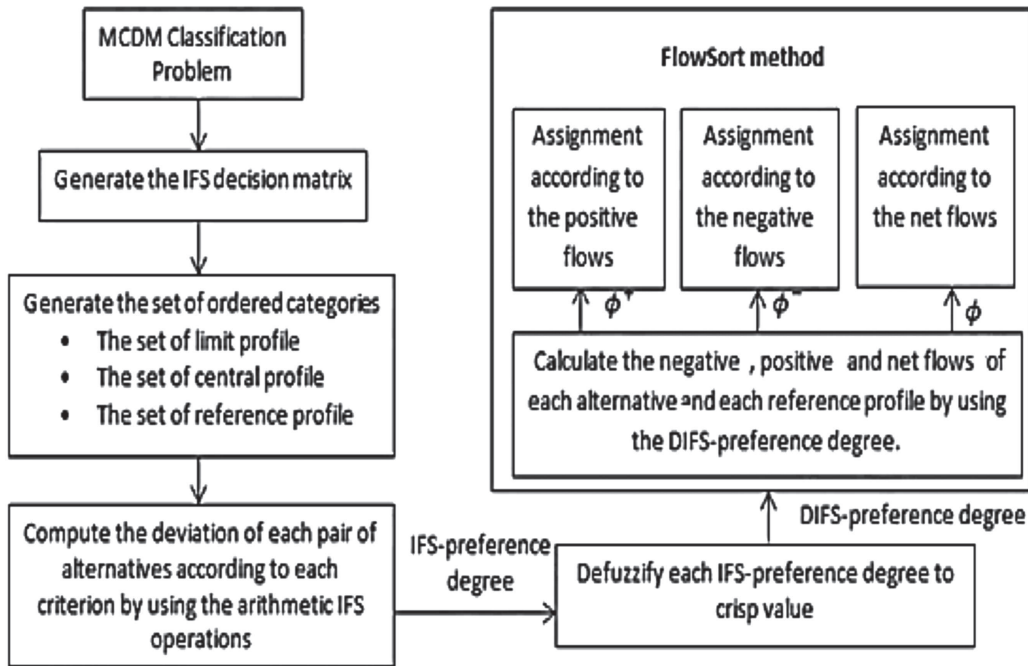 MCDM Classification
Problem
Generate the IFS decision matrix
Generate the set of ordered categories
• The set of limit profile
• The set of central profile
• The set of reference profile
Compute the deviation of each pair of
alternatives according to each
criterion by using the arithmetic IFS
operations
IFS-preference
degree
Defuzzify each IFS-preference degree to
crisp value
DIFS-preference degree
FlowSort method
Calculate the negative , positive and net flows of
each alternative and each reference profile by using
the DIFS-preference degree.
ϕ⁺
ϕ⁻
ϕ
Assignment
according to
the positive
flows
Assignment
according to
the negative
flows
Assignment
according to
the net flows